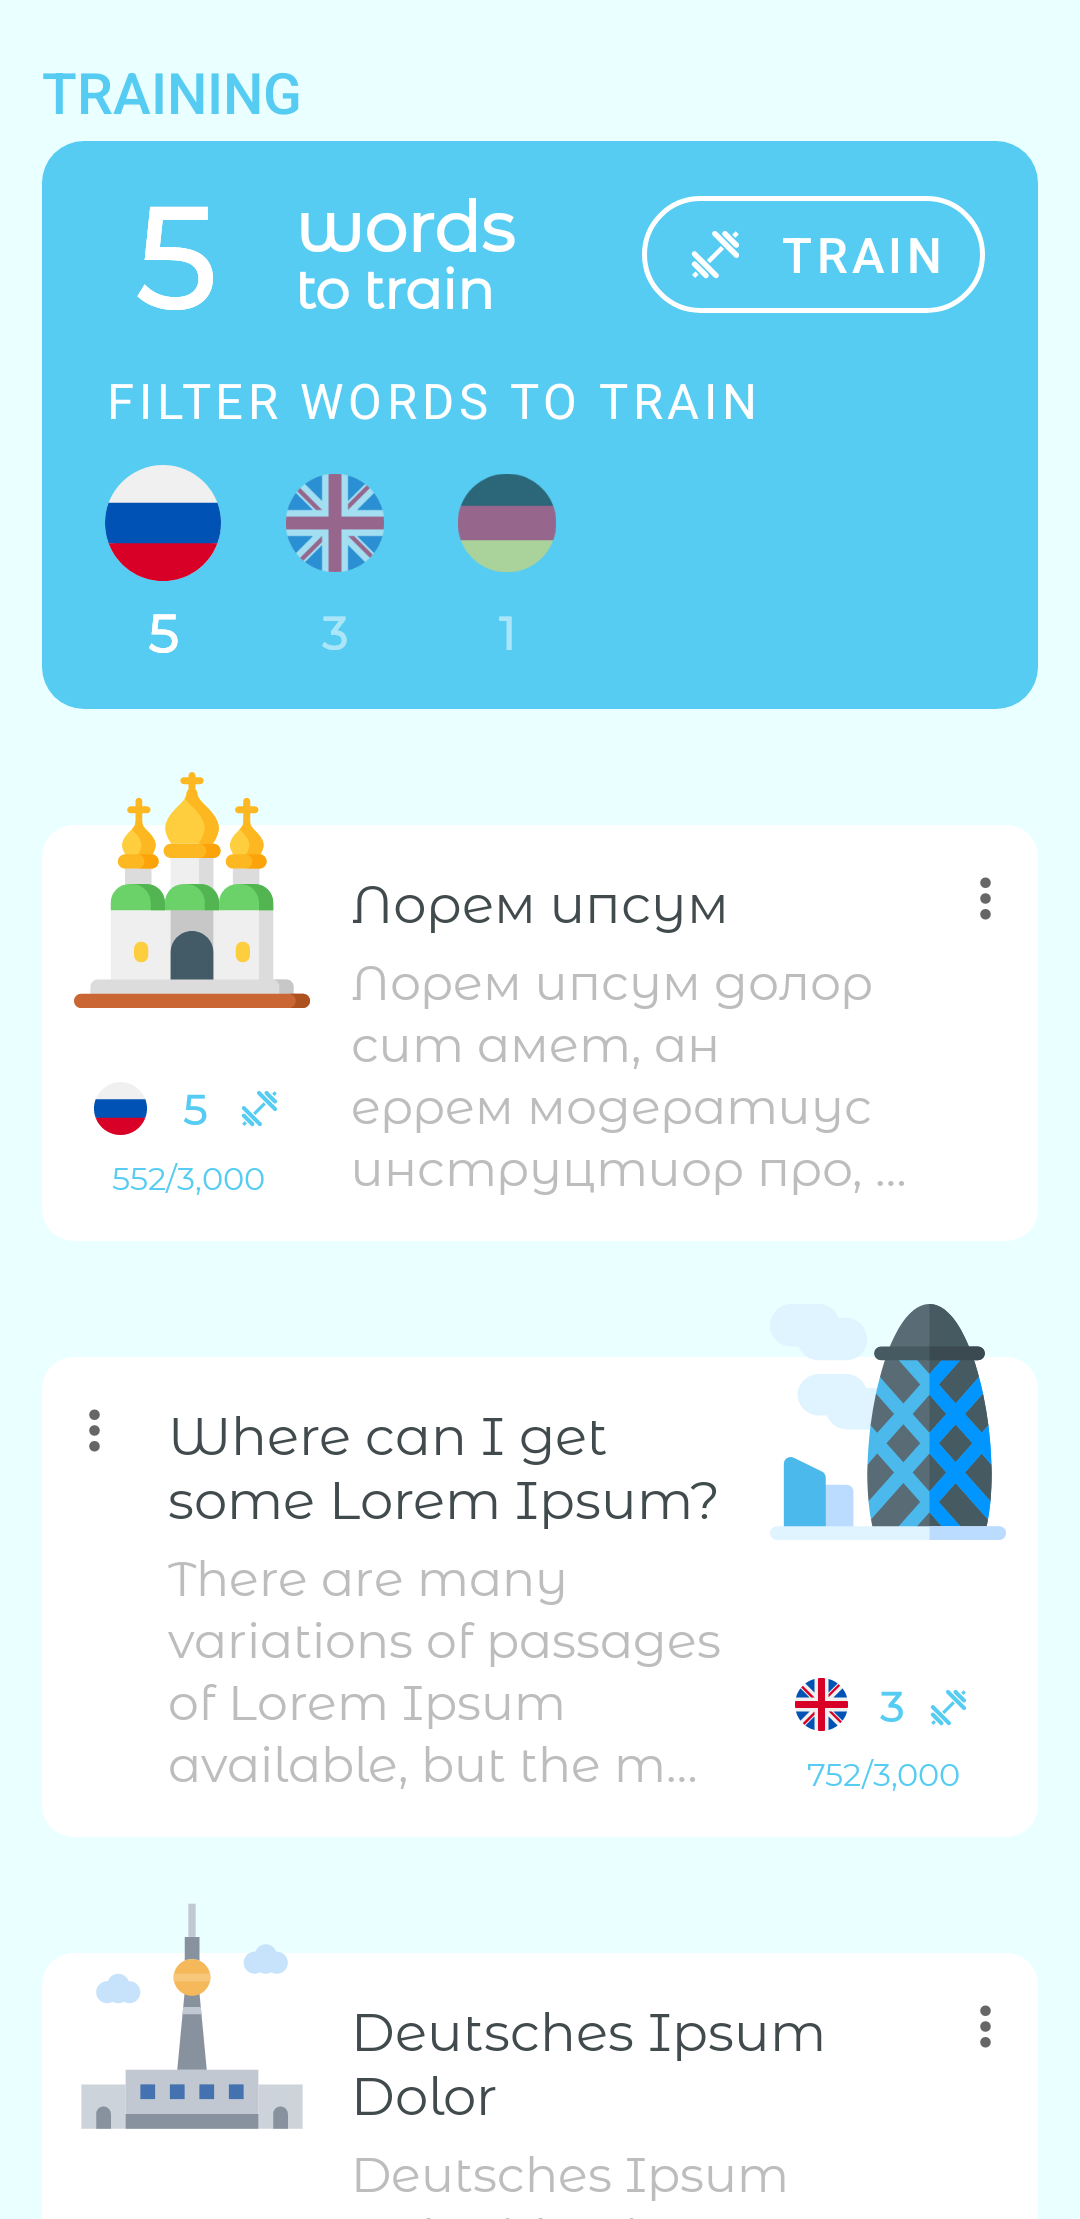 TRAINING
5 words
to train
TRAIN
FILTER WORDS TO TRAIN
5 3 1
Лорем ипсум
Лорем ипсум долор
сит амет, ан
еррем модератиус
инструцтиор про, ...
5
552/3,000
Where can I get
some Lorem Ipsum?
There are many
variations of passages
of Lorem Ipsum
available, but the m...
3
752/3,000
Deutsches Ipsum
Dolor
Deutsches Ipsum